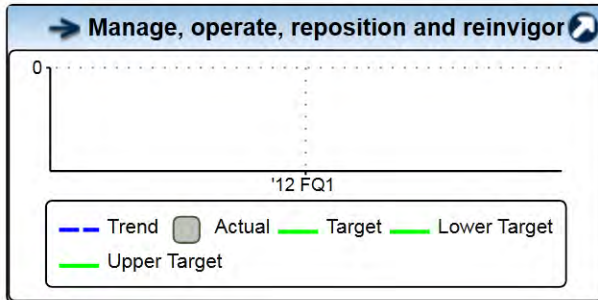 Manage, operate, reposition and reinvigor
0
'12 FQ1
Trend Actual Target Lower Target
Upper Target